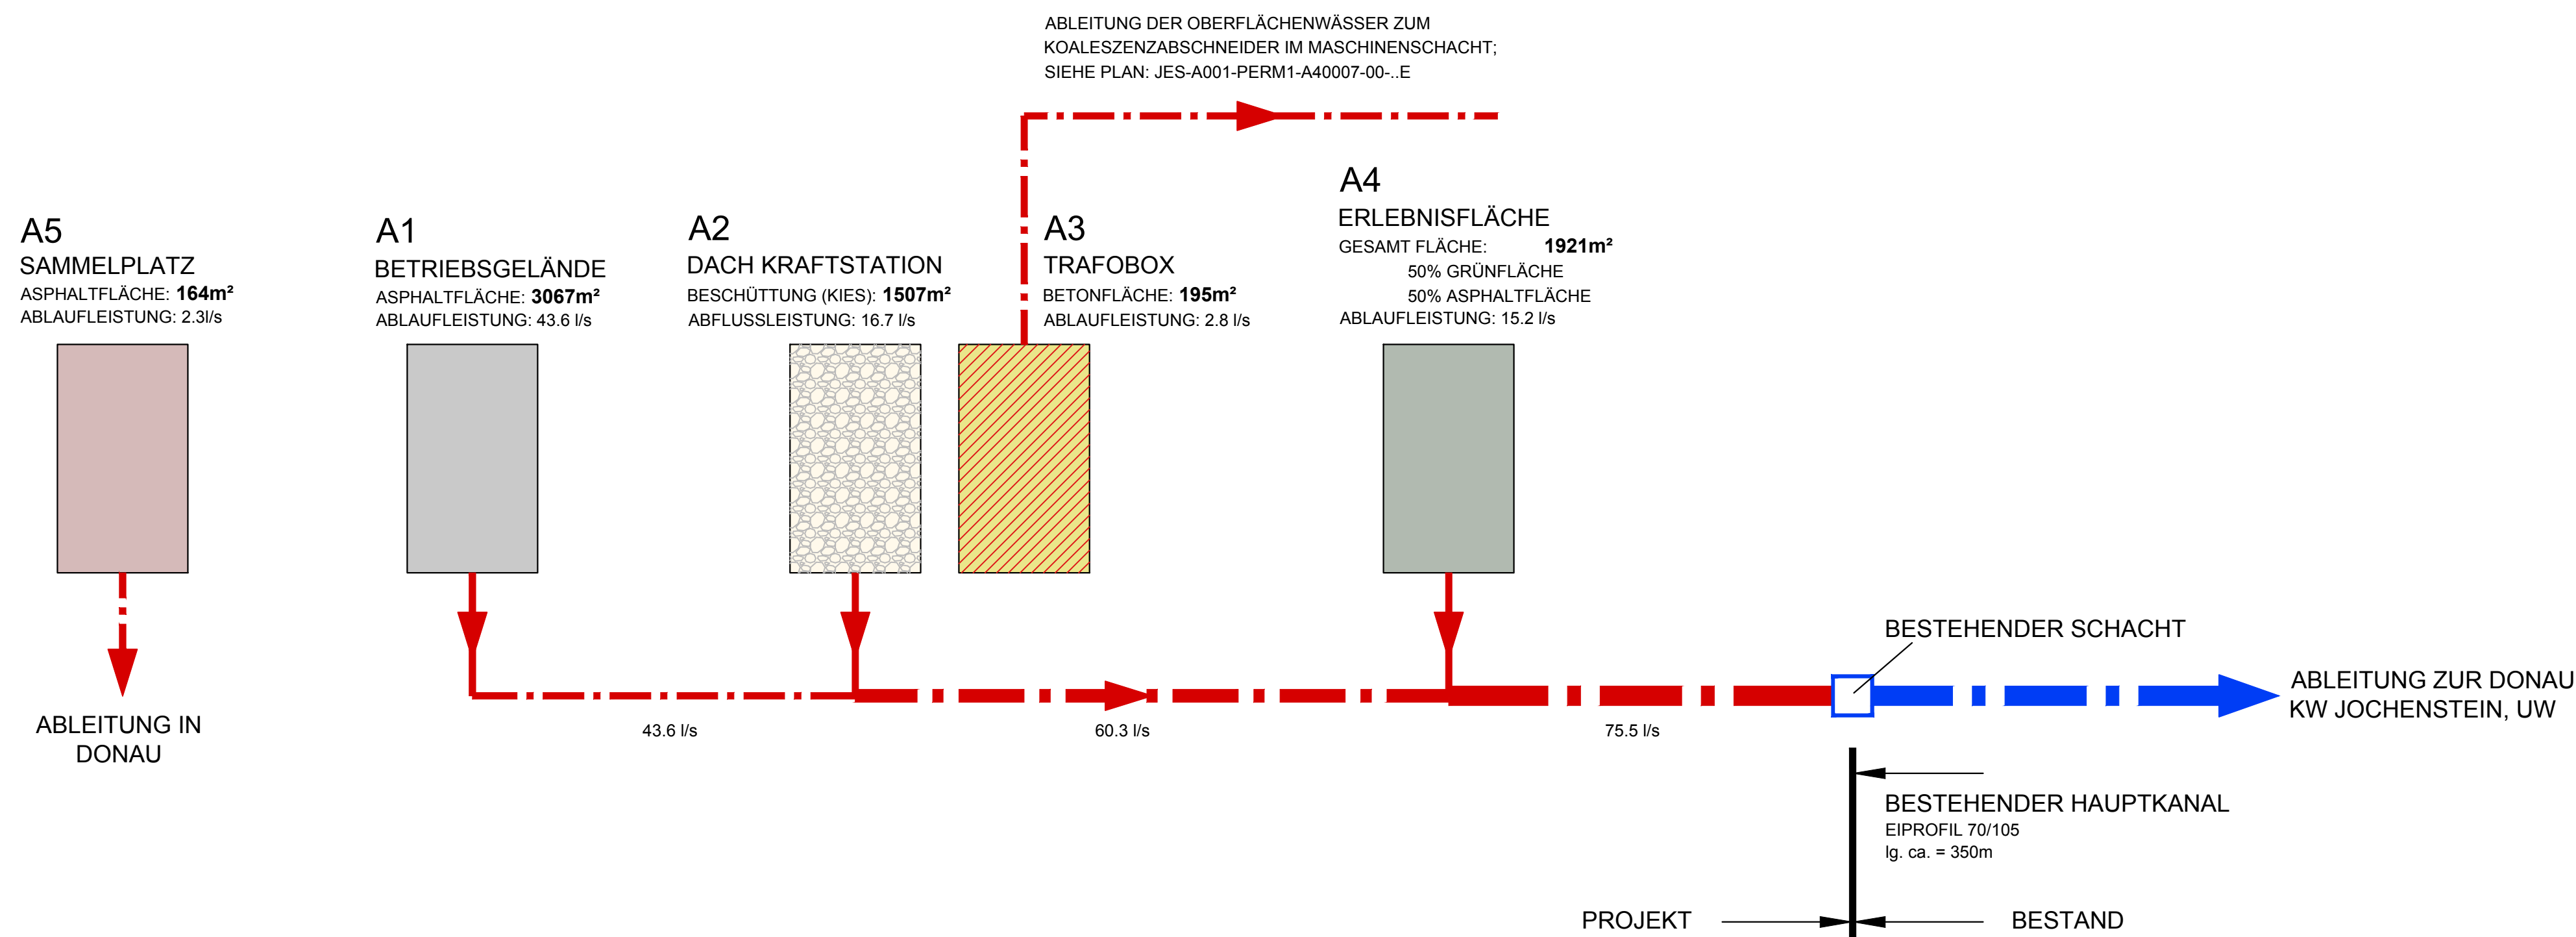 ABLEITUNG DER OBERFLÄCHENWÄSSER ZUM
KOALESZENZABSCHNEIDER IM MASCHINENSCHACHT;
SIEHE PLAN: JES-A001-PERM1-A40007-00-..E
A5
SAMMELPLATZ
ASPHALTFLÄCHE: 164m²
ABLAUFLEISTUNG: 2.3l/s
A1
BETRIEBSGELÄNDE
ASPHALTFLÄCHE: 3067m²
ABLAUFLEISTUNG: 43.6 l/s
A2
DACH KRAFTSTATION
BESCHÜTTUNG (KIES): 1507m²
ABFLUSSLEISTUNG: 16.7 l/s
A3
TRAFOBOX
BETONFLÄCHE: 195m²
ABLAUFLEISTUNG: 2.8 l/s
A4
ERLEBNISFLÄCHE
GESAMT FLÄCHE: 1921m²
50% GRÜNFLÄCHE
50% ASPHALTFLÄCHE
ABLAUFLEISTUNG: 15.2 l/s
ABLEITUNG IN
DONAU
43.6 l/s
60.3 l/s
75.5 l/s
BESTEHENDER SCHACHT
ABLEITUNG ZUR DONAU
KW JOCHENSTEIN, UW
BESTEHENDER HAUPTKANAL
EIPROFIL 70/105
lg. ca. = 350m
PROJEKT
BESTAND